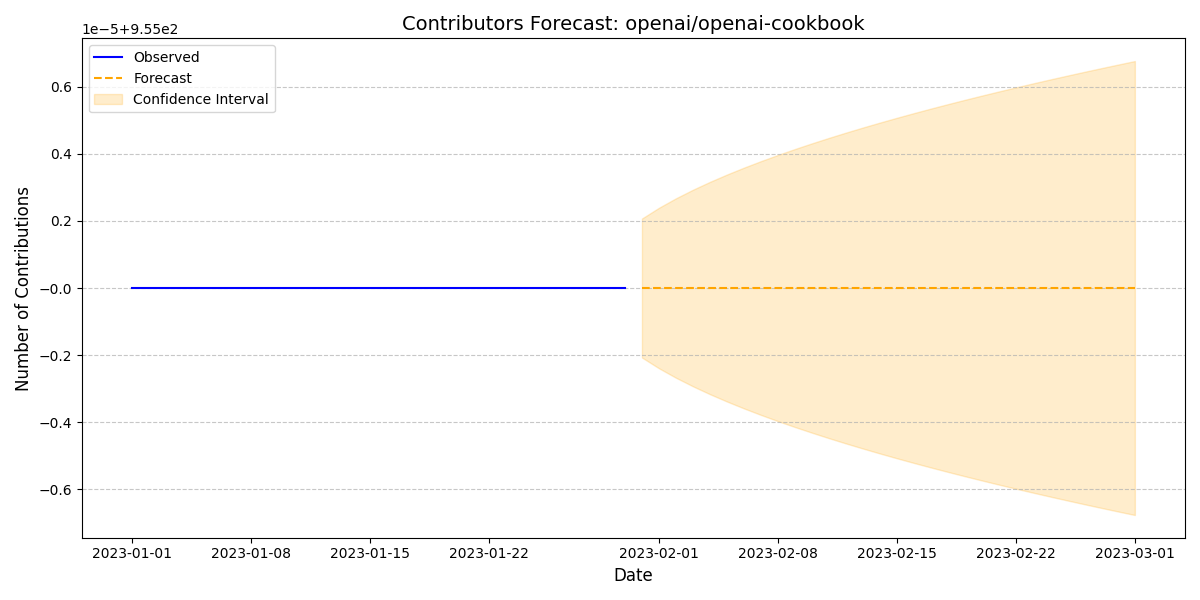 Contributors Forecast: openai/openai-cookbook
1e−5+9.55e2
Observed
Forecast
Confidence Interval
0.6
0.4
0.2
−0.0
−0.2
−0.4
−0.6
Number of Contributions
2023-01-01 2023-01-08 2023-01-15 2023-01-22 2023-02-01 2023-02-08 2023-02-15 2023-02-22 2023-03-01
Date